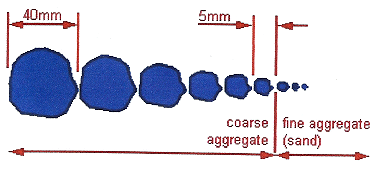 40mm
5mm
coarse
aggregate
fine aggregate
(sand)